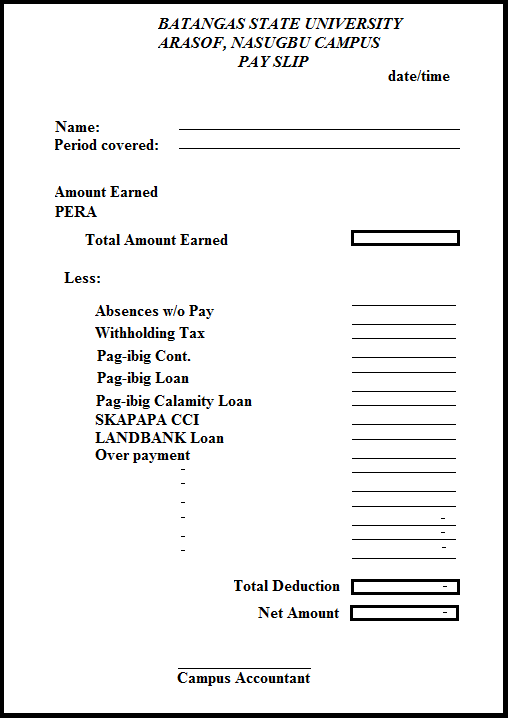 BATANGAS STATE UNIVERSITY
ARASOF, NASUGBU CAMPUS
PAY SLIP
date/time
Name:
Period covered:
Amount Earned
PERA
Total Amount Earned
Less:
Absences w/o Pay
Withholding Tax
Pag-ibig Cont.
Pag-ibig Loan
Pag-ibig Calamity Loan
SKAPAPA CCI
LANDBANK Loan
Over payment
-
-
-
- -
- -
- -
Total Deduction -
Net Amount -
Campus Accountant